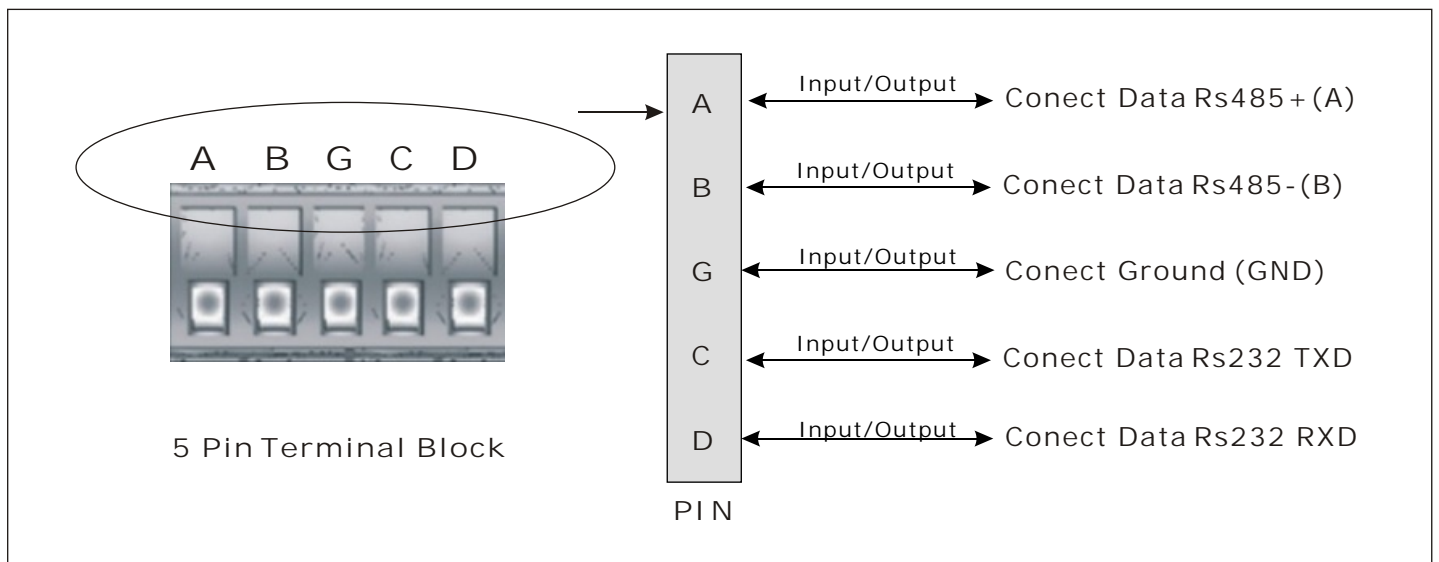 A B G C D
5 Pin Terminal Block
A Input/Output Conect Data Rs485+(A)
B Input/Output Conect Data Rs485-(B)
G Input/Output Conect Ground (GND)
C Input/Output Conect Data Rs232 TXD
D Input/Output Conect Data Rs232 RXD
PIN